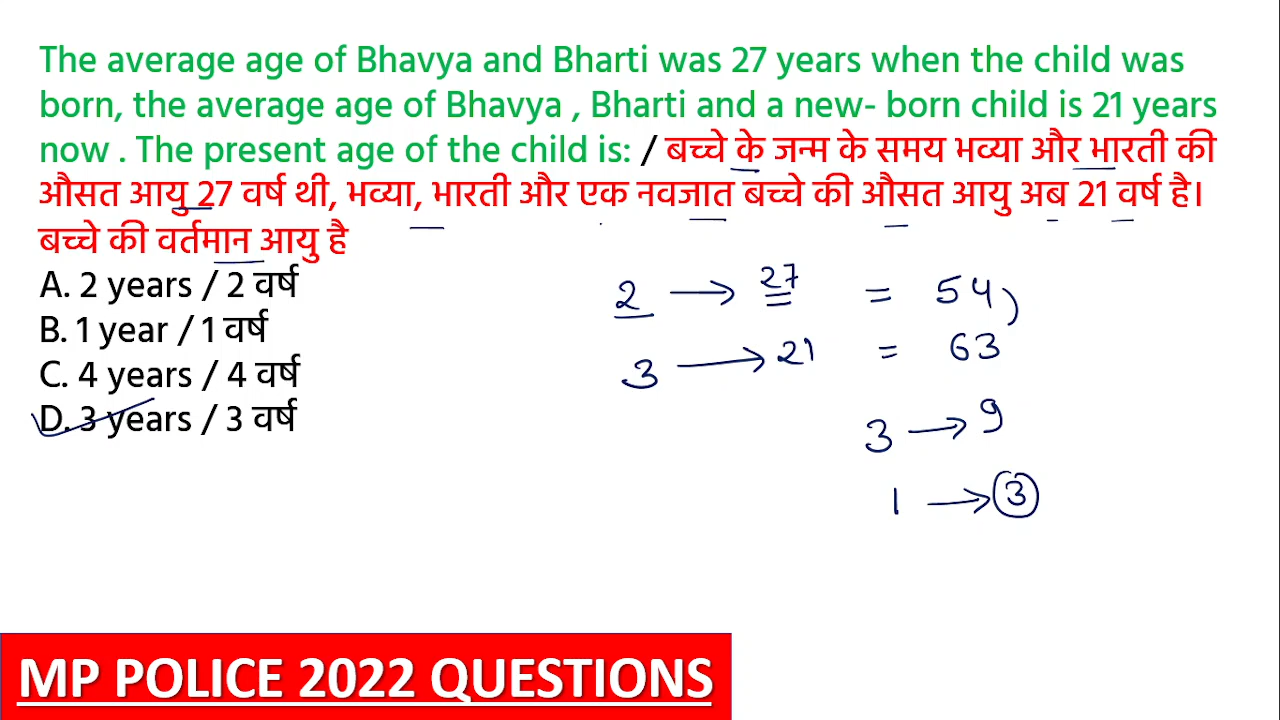 The average age of Bhavya and Bharti was 27 years when the child was
born, the average age of Bhavya , Bharti and a new- born child is 21 years
now . The present age of the child is: / बच्चे के जन्म के समय भव्या और भारती की
औसत आयु 27 वर्ष थी, भव्या, भारती और एक नवजात बच्चे की औसत आयु अब 21 वर्ष है।
बच्चे की वर्तमान आयु है
A. 2 years / 2 वर्ष
B. 1 year / 1 वर्ष
C. 4 years / 4 वर्ष
D. 3 years / 3 वर्ष
2 → 27 = 54)
3 → 21 = 63
3 → 9
1 → 3
MP POLICE 2022 QUESTIONS